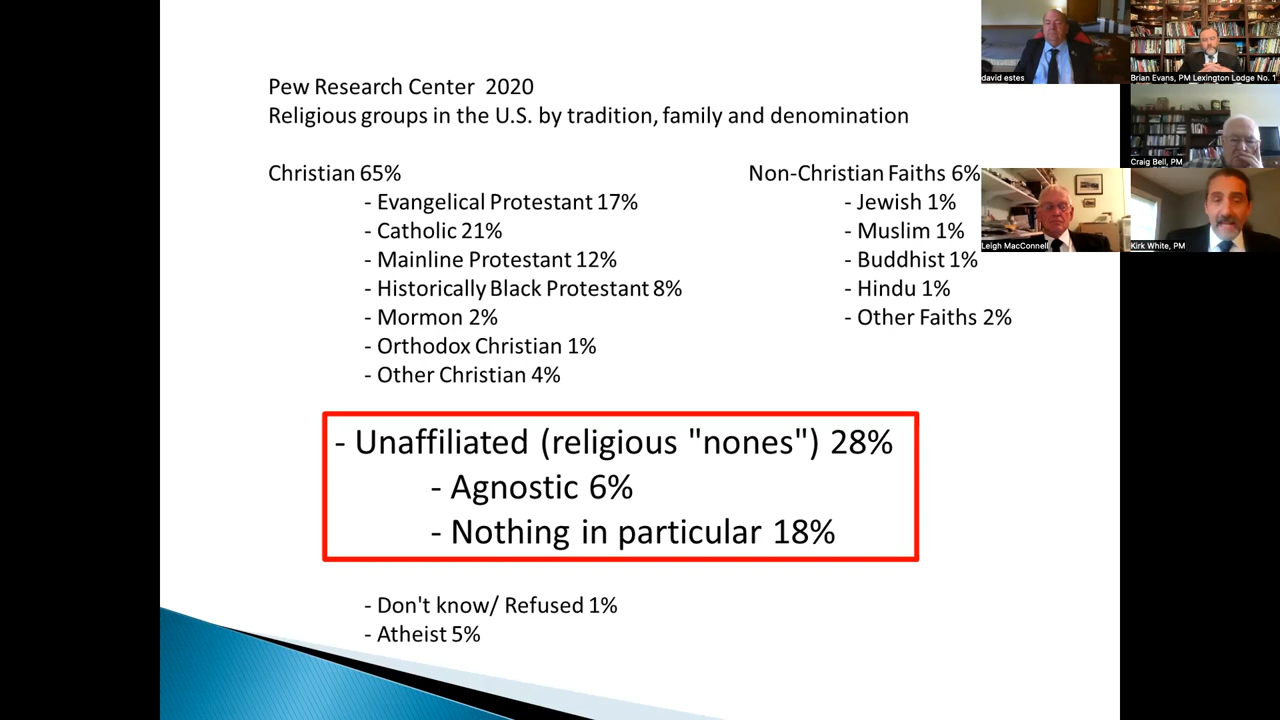 Pew Research Center 2020
Religious groups in the U.S. by tradition, family and denomination
Christian 65%
- Evangelical Protestant 17%
- Catholic 21%
- Mainline Protestant 12%
- Historically Black Protestant 8%
- Mormon 2%
- Orthodox Christian 1%
- Other Christian 4%
Non-Christian Faiths 6%
- Jewish 1%
- Muslim 1%
- Buddhist 1%
- Hindu 1%
- Other Faiths 2%
- Unaffiliated (religious "nones") 28%
- Agnostic 6%
- Nothing in particular 18%
- Don't know/ Refused 1%
- Atheist 5%
david estes
Brian Evans, PM Lexington Lodge No. 1
Craig Bell, PM
Leigh MacConnell
Kirk White, PM